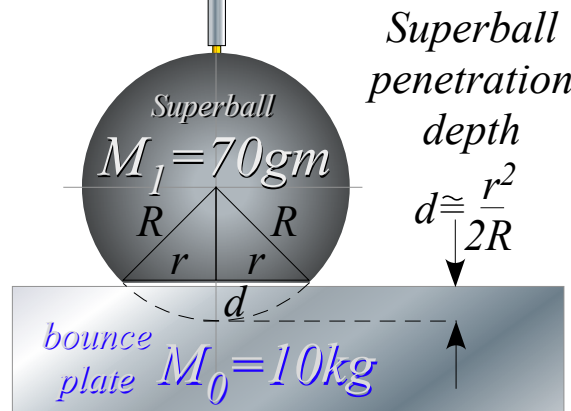 Superball
penetration
depth
d≅ r²/2R
Superball
M₁=70gm
R R
r r
d
bounce
plate M₀=10kg